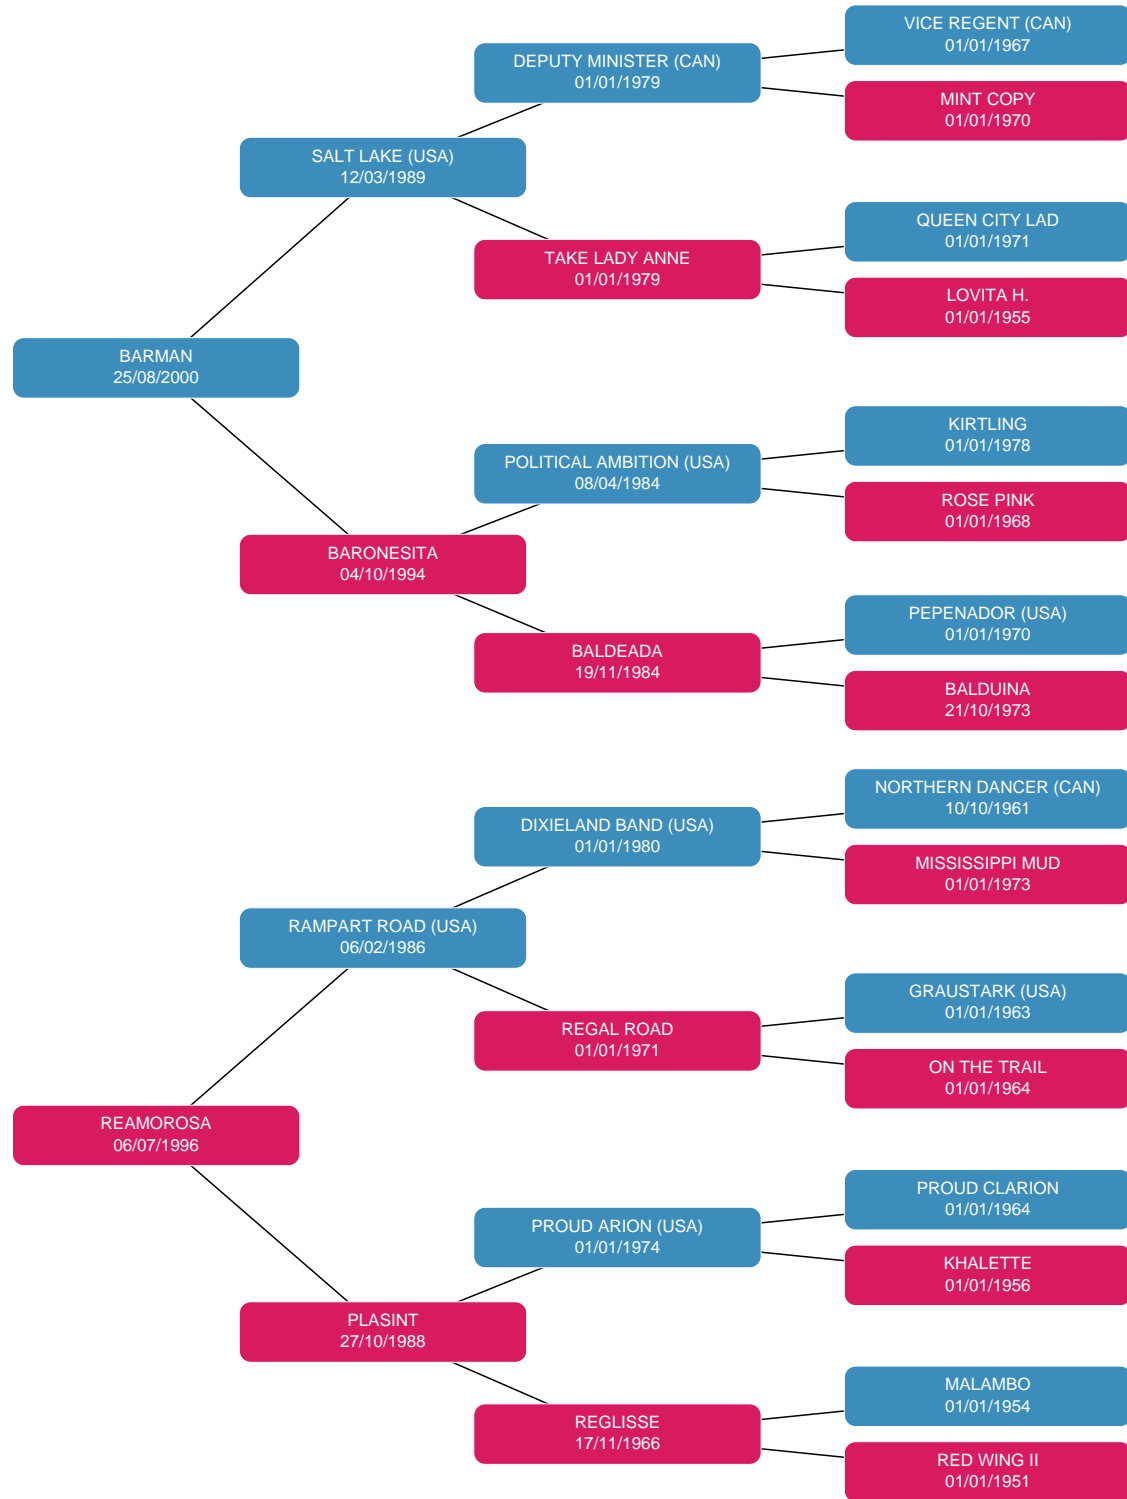 VICE REGENT (CAN)
01/01/1967
DEPUTY MINISTER (CAN)
01/01/1979
MINT COPY
01/01/1970
SALT LAKE (USA)
12/03/1989
QUEEN CITY LAD
01/01/1971
TAKE LADY ANNE
01/01/1979
LOVITA H.
01/01/1955
BARMAN
25/08/2000
KIRTLING
01/01/1978
POLITICAL AMBITION (USA)
08/04/1984
ROSE PINK
01/01/1968
BARONESITA
04/10/1994
PEPENADOR (USA)
01/01/1970
BALDEADA
19/11/1984
BALDUINA
21/10/1973
NORTHERN DANCER (CAN)
10/10/1961
DIXIELAND BAND (USA)
01/01/1980
MISSISSIPPI MUD
01/01/1973
RAMPART ROAD (USA)
06/02/1986
GRAUSTARK (USA)
01/01/1963
REGAL ROAD
01/01/1971
ON THE TRAIL
01/01/1964
REAMOROSA
06/07/1996
PROUD CLARION
01/01/1964
PROUD ARION (USA)
01/01/1974
KHALETTE
01/01/1956
PLASINT
27/10/1988
MALAMBO
01/01/1954
REGLISSE
17/11/1966
RED WING II
01/01/1951